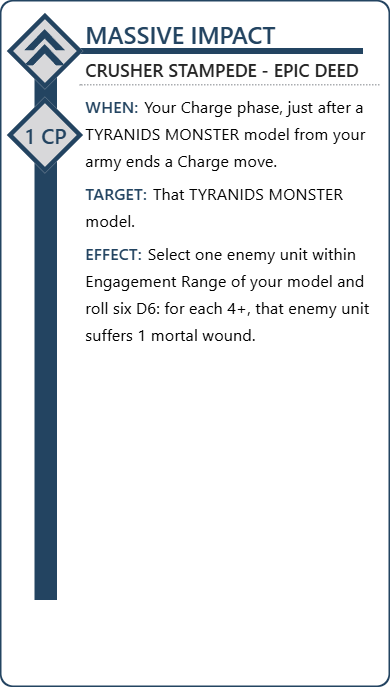 MASSIVE IMPACT
CRUSHER STAMPEDE - EPIC DEED
1 CP
WHEN: Your Charge phase, just after a
TYRANIDS MONSTER model from your
army ends a Charge move.
TARGET: That TYRANIDS MONSTER
model.
EFFECT: Select one enemy unit within
Engagement Range of your model and
roll six D6: for each 4+, that enemy unit
suffers 1 mortal wound.